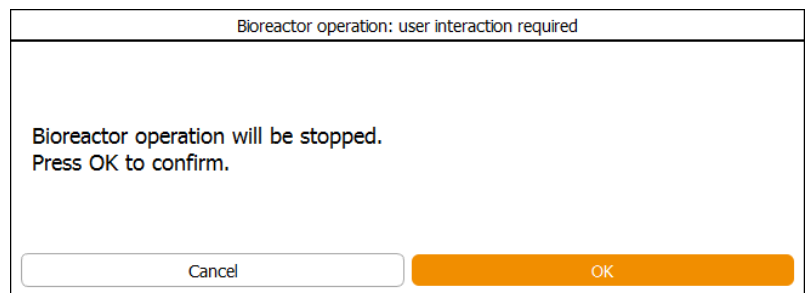 Bioreactor operation: user interaction required
Bioreactor operation will be stopped.
Press OK to confirm.
Cancel
OK